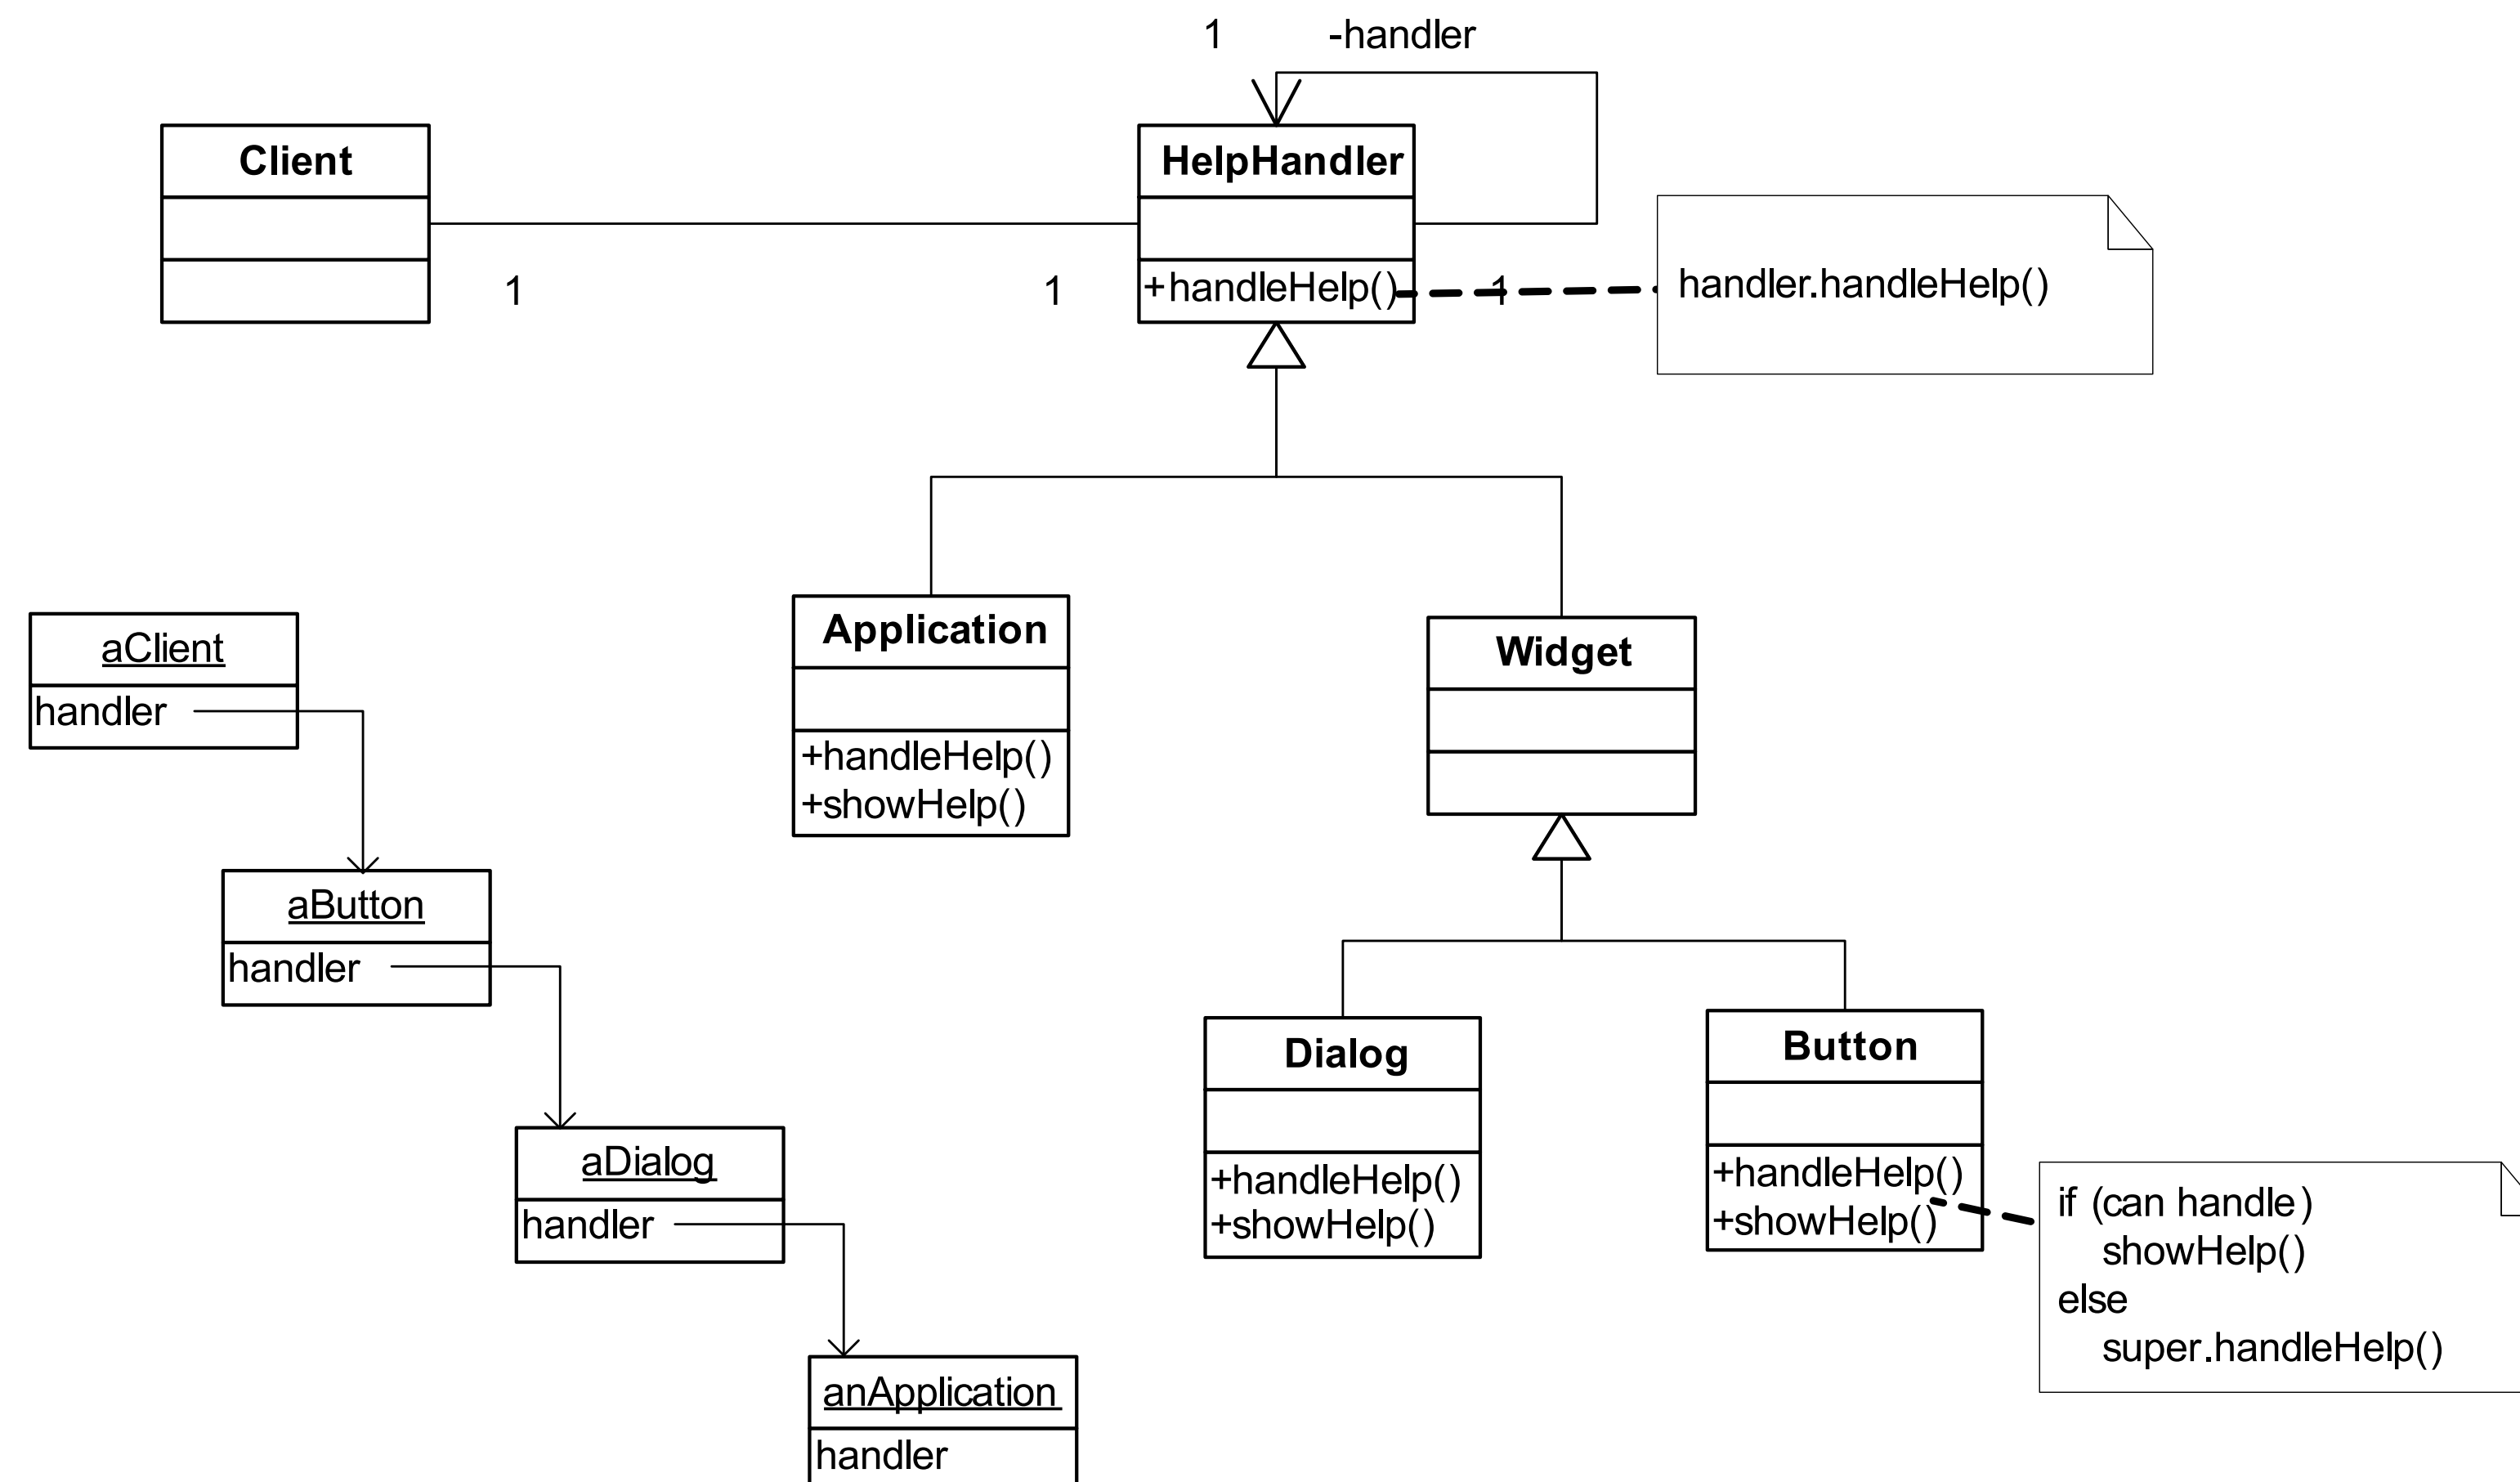 1 -handler
Client
HelpHandler
1
1
+handleHelp()
1
handler.handleHelp()
Application
+handleHelp()
+showHelp()
Widget
aClient
handler
aButton
handler
aDialog
handler
anApplication
handler
Dialog
+handleHelp()
+showHelp()
Button
+handleHelp()
+showHelp()
if (can handle)
showHelp()
else
super.handleHelp()